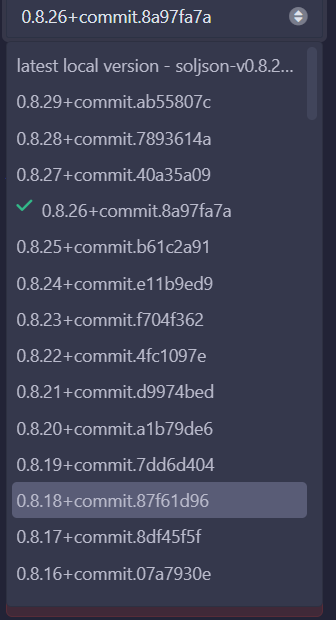 0.8.26+commit.8a97fa7a
latest local version - soljson-v0.8.2...
0.8.29+commit.ab55807c
0.8.28+commit.7893614a
0.8.27+commit.40a35a09
0.8.26+commit.8a97fa7a
0.8.25+commit.b61c2a91
0.8.24+commit.e11b9ed9
0.8.23+commit.f704f362
0.8.22+commit.4fc1097e
0.8.21+commit.d9974bed
0.8.20+commit.a1b79de6
0.8.19+commit.7dd6d404
0.8.18+commit.87f61d96
0.8.17+commit.8df45f5f
0.8.16+commit.07a7930e